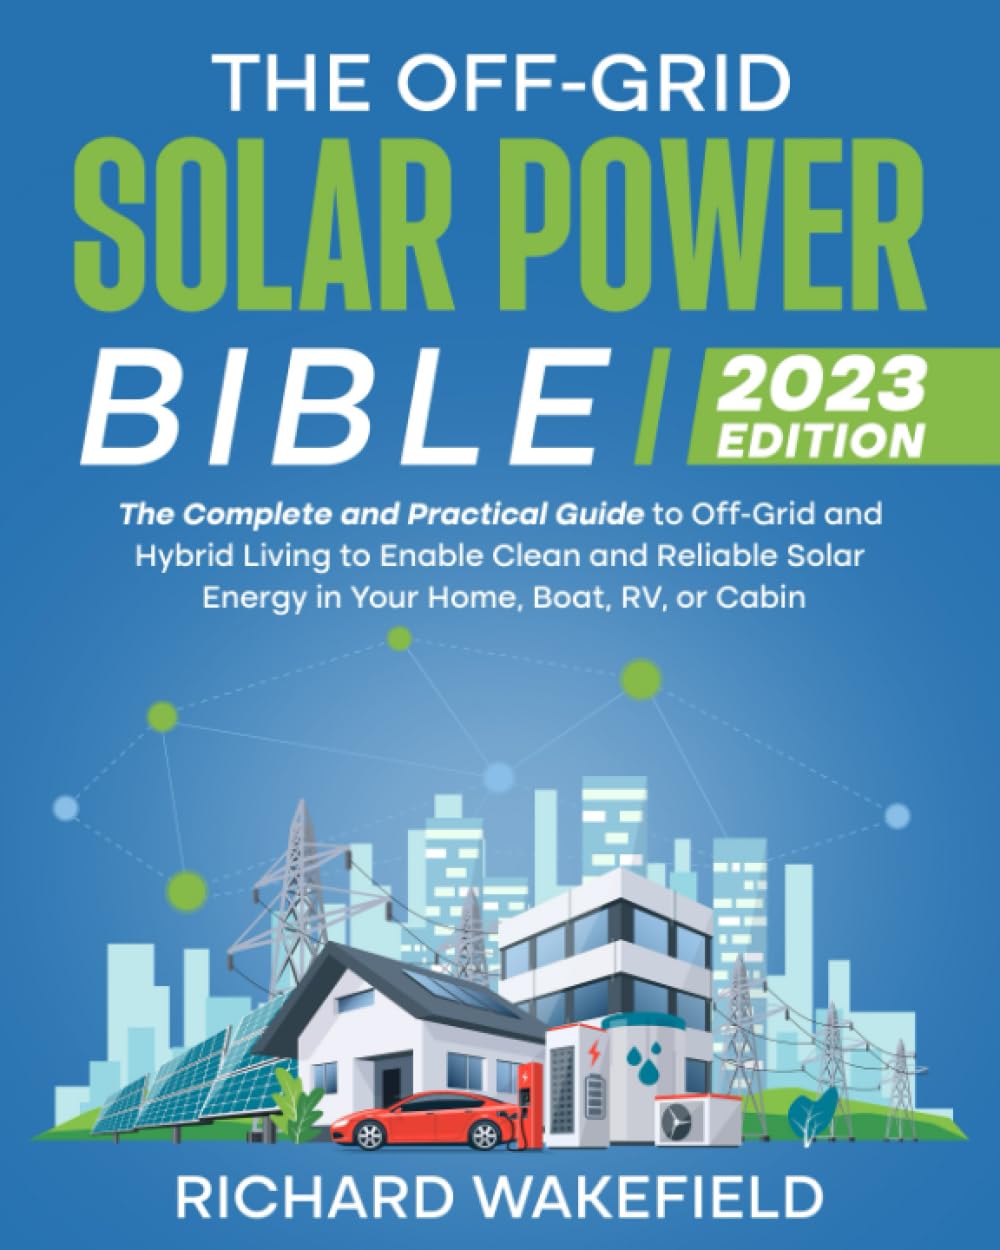 THE OFF-GRID
SOLAR POWER
BIBLE
2023
EDITION
The Complete and Practical Guide to Off-Grid and
Hybrid Living to Enable Clean and Reliable Solar
Energy in Your Home, Boat, RV, or Cabin
RICHARD WAKEFIELD